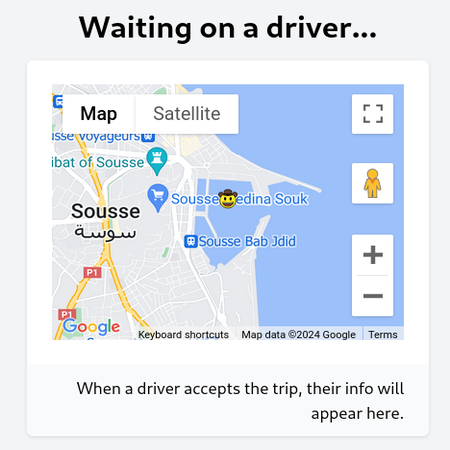 Waiting on a driver...
Map
Satellite
Voyageurs
ibat of Sousse
Sousse Medina Souk
Sousse
سوسة
Sousse Bab Jdid
P1
P1
Google
Keyboard shortcuts
Map data ©2024 Google
Terms
When a driver accepts the trip, their info will
appear here.